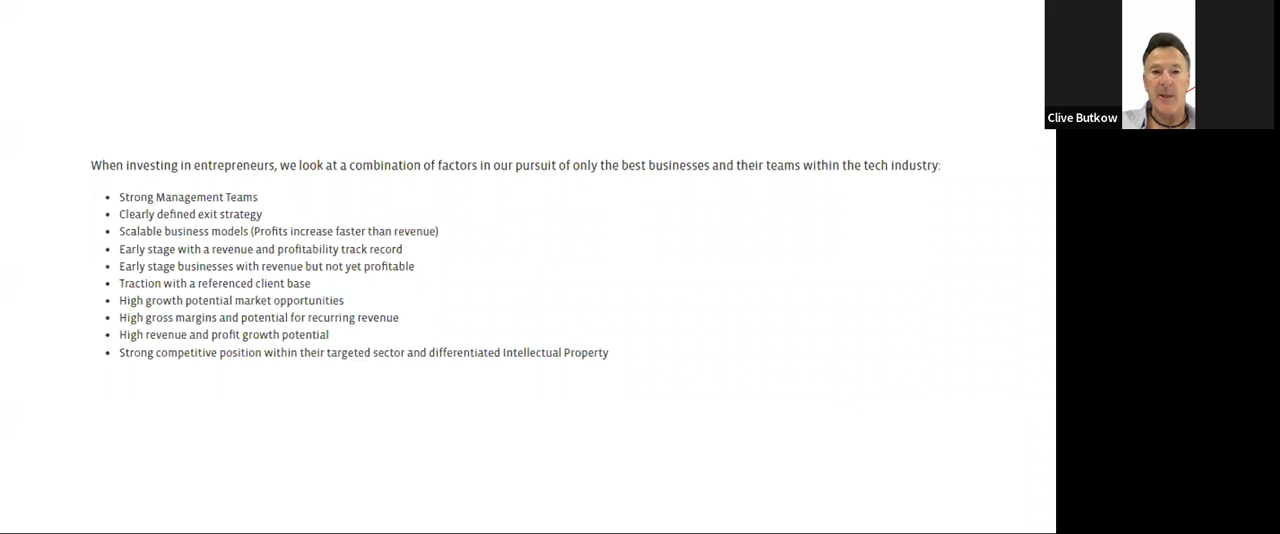 Clive Butkow
When investing in entrepreneurs, we look at a combination of factors in our pursuit of only the best businesses and their teams within the tech industry:
• Strong Management Teams
• Clearly defined exit strategy
• Scalable business models (Profits increase faster than revenue)
• Early stage with a revenue and profitability track record
• Early stage businesses with revenue but not yet profitable
• Traction with a referenced client base
• High growth potential market opportunities
• High gross margins and potential for recurring revenue
• High revenue and profit growth potential
• Strong competitive position within their targeted sector and differentiated Intellectual Property